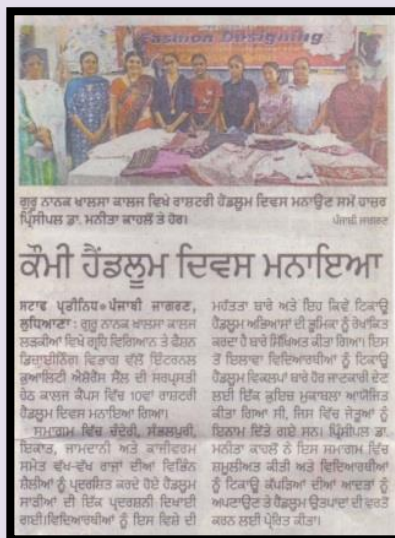 Fashion Designing
ਗੁਰੂ ਨਾਨਕ ਖਾਲਸਾ ਕਾਲਜ ਵਿਖੇ ਰਾਸ਼ਟਰੀ ਹੈਂਡਲੂਮ ਦਿਵਸ ਮਨਾਉਣ ਸਮੇਂ ਹਾਜ਼ਰ
ਪ੍ਰਿੰਸੀਪਲ ਡਾ. ਮਨੀਤਾ ਕਾਹਲੋਂ ਤੇ ਹੋਰ।
ਪੰਜਾਬੀ ਜਾਗਰਣ
ਕੌਮੀ ਹੈਂਡਲੂਮ ਦਿਵਸ ਮਨਾਇਆ
ਸਟਾਫ ਪ੍ਰਤੀਨਿਧ•ਪੰਜਾਬੀ ਜਾਗਰਣ,
ਲੁਧਿਆਣਾ : ਗੁਰੂ ਨਾਨਕ ਖਾਲਸਾ ਕਾਲਜ
ਲੜਕੀਆਂ ਵਿਖੇ ਗ੍ਰਹਿ ਵਿਗਿਆਨ ਤੇ ਫੈਸ਼ਨ
ਡਿਜ਼ਾਈਨਿੰਗ ਵਿਭਾਗ ਵੱਲੋਂ ਇੰਟਰਨਲ
ਕੁਆਲਿਟੀ ਐਸ਼ੋਰੈਂਸ ਸੈੱਲ ਦੀ ਸਰਪ੍ਰਸਤੀ
ਹੇਠ ਕਾਲਜ ਕੈਂਪਸ ਵਿੱਚ 10ਵਾਂ ਰਾਸ਼ਟਰੀ
ਹੈਂਡਲੂਮ ਦਿਵਸ ਮਨਾਇਆ ਗਿਆ।
ਸਮਾਗਮ ਵਿੱਚ ਚੰਦੇਰੀ, ਸੰਬਲਪੁਰੀ,
ਇਕਾਤ, ਜਾਮਦਾਨੀ ਅਤੇ ਕਾਂਜੀਵਰਮ
ਸਮੇਤ ਵੱਖ-ਵੱਖ ਰਾਜਾਂ ਦੀਆਂ ਵਿਭਿੰਨ
ਸ਼ੈਲੀਆਂ ਨੂੰ ਪ੍ਰਦਰਸ਼ਿਤ ਕਰਦੇ ਹੋਏ ਹੈਂਡਲੂਮ
ਸਾੜੀਆਂ ਦੀ ਇੱਕ ਪ੍ਰਦਰਸ਼ਨੀ ਦਿਖਾਈ
ਗਈ।ਵਿਦਿਆਰਥੀਆਂ ਨੂੰ ਇਸ ਵਿਸ਼ੇ ਦੀ
ਮਹੱਤਤਾ ਬਾਰੇ ਅਤੇ ਇਹ ਕਿਵੇਂ ਟਿਕਾਊ
ਹੈਂਡਲੂਮ ਅਭਿਆਸਾਂ ਦੀ ਭੂਮਿਕਾ ਨੂੰ ਰੇਖਾਂਕਿਤ
ਕਰਦਾ ਹੈ ਬਾਰੇ ਸਿੱਖਿਅਤ ਕੀਤਾ ਗਿਆ। ਇਸ
ਤੋਂ ਇਲਾਵਾ ਵਿਦਿਆਰਥੀਆਂ ਨੂੰ ਟਿਕਾਊ
ਹੈਂਡਲੂਮ ਵਿਕਲਪਾਂ ਬਾਰੇ ਹੋਰ ਜਾਣਕਾਰੀ ਦੇਣ
ਲਈ ਇੱਕ ਕੁਇਜ਼ ਮੁਕਾਬਲਾ ਆਯੋਜਿਤ
ਕੀਤਾ ਗਿਆ ਸੀ, ਜਿਸ ਵਿੱਚ ਜੇਤੂਆਂ ਨੂੰ
ਇਨਾਮ ਦਿੱਤੇ ਗਏ ਸਨ। ਪ੍ਰਿੰਸੀਪਲ ਡਾ.
ਮਨੀਤਾ ਕਾਹਲੋਂ ਨੇ ਇਸ ਸਮਾਗਮ ਵਿੱਚ
ਸ਼ਮੂਲੀਅਤ ਕੀਤੀ ਅਤੇ ਵਿਦਿਆਰਥੀਆਂ
ਨੂੰ ਟਿਕਾਊ ਕੱਪੜਿਆਂ ਦੀਆਂ ਆਦਤਾਂ ਨੂੰ
ਅਪਣਾਉਣ ਤੇ ਹੈਂਡਲੂਮ ਉਤਪਾਦਾਂ ਦੀ ਵਰਤੋਂ
ਕਰਨ ਲਈ ਪ੍ਰੇਰਿਤ ਕੀਤਾ।